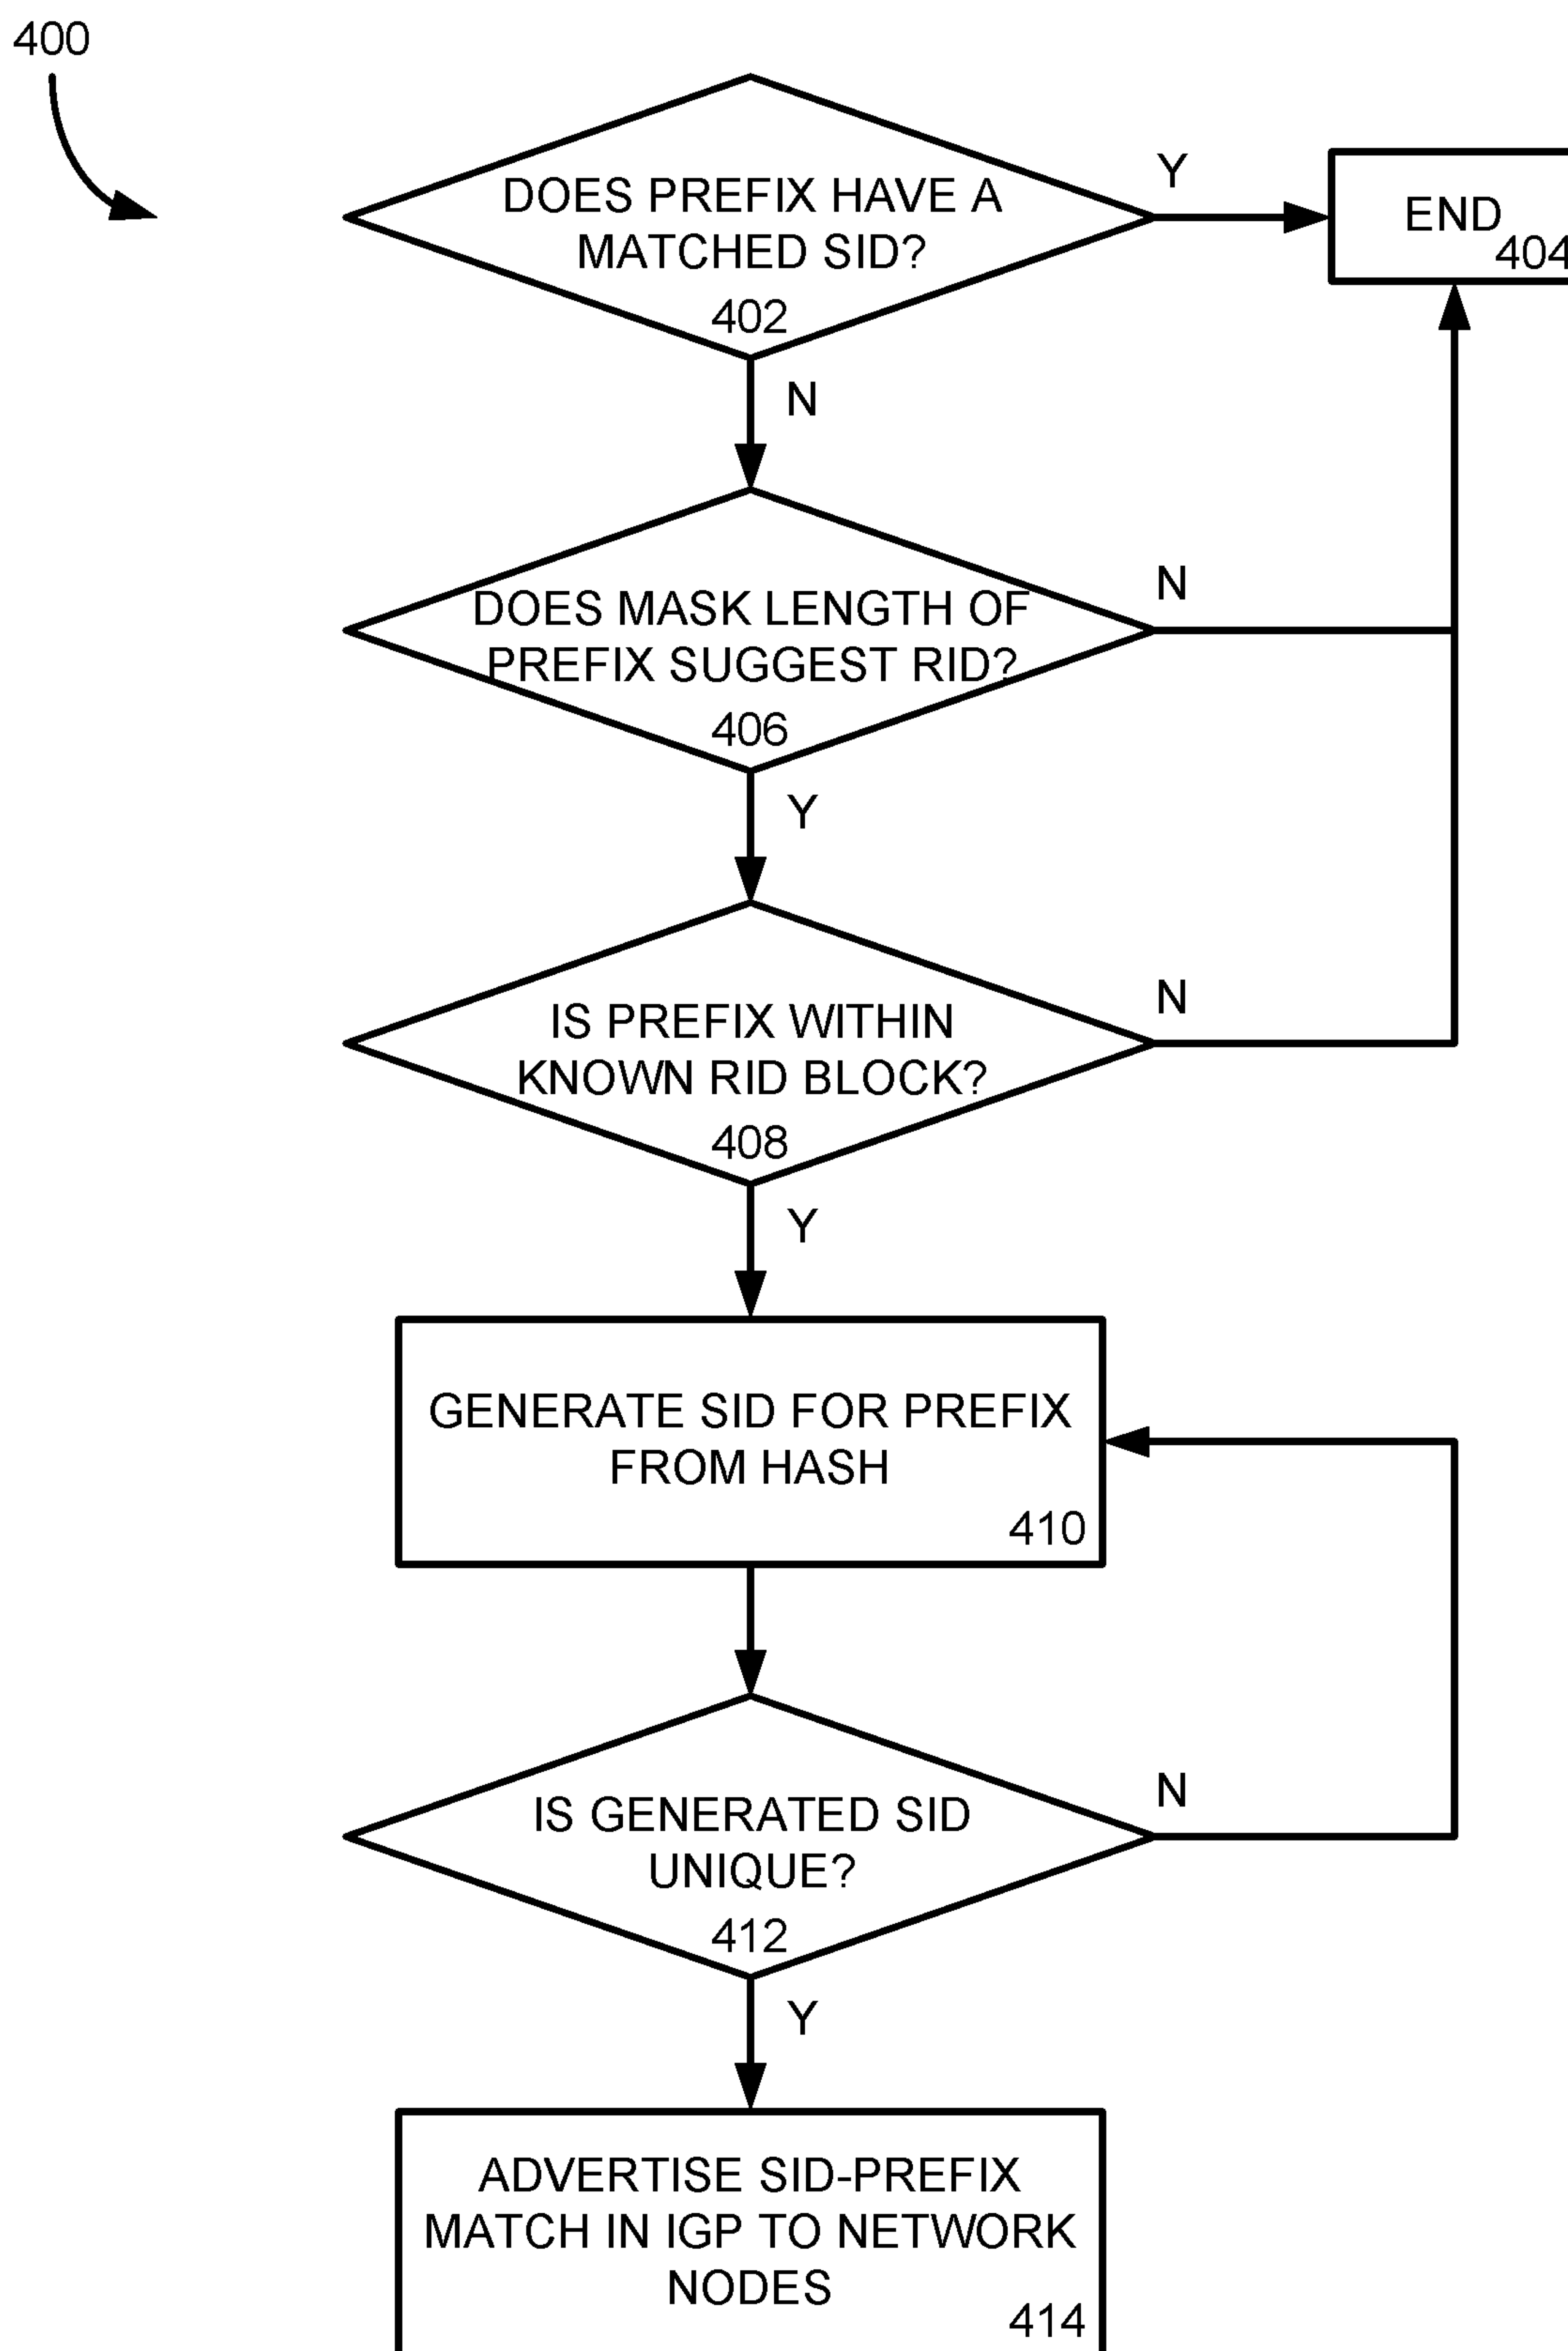 400
DOES PREFIX HAVE A
MATCHED SID?
402
Y
END
404
N
DOES MASK LENGTH OF
PREFIX SUGGEST RID?
406
N
Y
IS PREFIX WITHIN
KNOWN RID BLOCK?
408
N
Y
GENERATE SID FOR PREFIX
FROM HASH
410
IS GENERATED SID
UNIQUE?
412
N
Y
ADVERTISE SID-PREFIX
MATCH IN IGP TO NETWORK
NODES
414